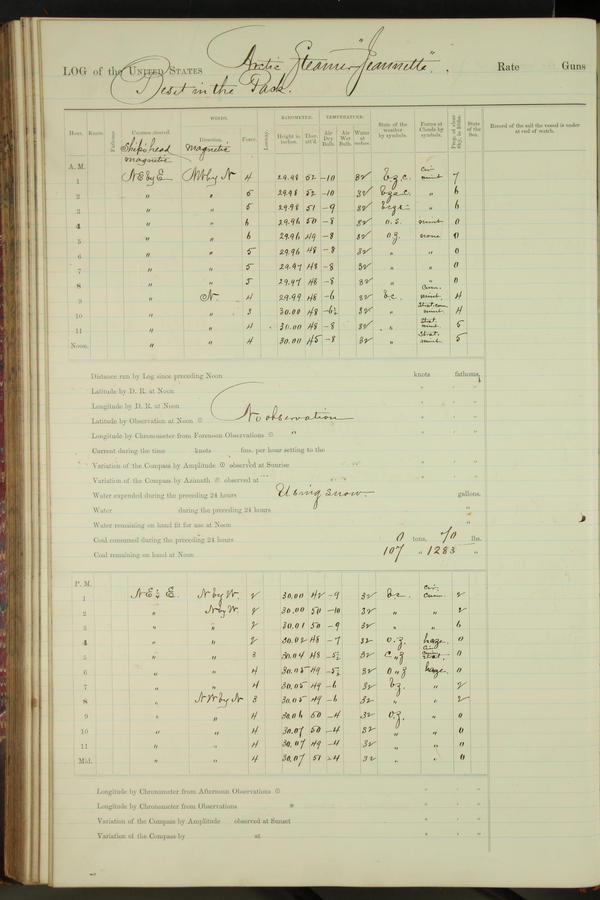 LOG of the UNITED STATES Arctic Steamer "Jeannette". Rate Guns
Beset in the Pack.
WINDS. BAROMETER. TEMPERATURE.
Hour. Knots. Fathoms. Courses steered. Direction. Force. Leeway. Height in inches. Ther. att'd. Air Dry Bulb. Air Wet Bulb. Water at surface. State of the weather by symbols. Forms of Clouds by symbols. Prop. of clear sky, in 10ths. State of the Sea. Record of the sail the vessel is under at end of watch.
Ship's head magnetic
magnetic
A.M.
1 NE by E NW by N 4 29.98 52 -10 32 b.z.c. cir. mist 7
2 " " 5 29.98 52 -10 32 " 6
3 " " 5 29.98 51 -9 32 " 6
4 " " 6 29.96 50 -8 32 o.s. mist 0
5 " " 6 29.96 49 -8 32 o.z. none 0
6 " " 5 29.96 48 -8 32 " " 0
7 " " 5 29.97 48 -8 32 " " 0
8 " " 5 29.97 48 -8 32 " " 0
9 " N. 4 29.99 48 -6 32 b.c. Cum. mist. 4
10 " " 3 30.00 48 -6½ 32 " Strat. cum. mist. 4
11 " " 4 30.00 48 -8 32 " Strat. mist. 5
Noon. " " 4 30.00 45 -8 32 " Strat. mist. 5
Distance run by Log since preceding Noon knots fathoms,
Latitude by D. R. at Noon " " "
Longitude by D. R. at Noon " " "
Latitude by Observation at Noon ☉ No observation " " "
Longitude by Chronometer from Forenoon Observations ☉ " " " "
Current during the time knots fms. per hour setting to the
Variation of the Compass by Amplitude ☉ observed at Sunrise " " "
Variation of the Compass by Azimuth ☉ observed at " " "
Water expended during the preceding 24 hours Using snow. gallons.
Water during the preceding 24 hours "
Water remaining on hand fit for use at Noon "
Coal consumed during the preceding 24 hours 0 tons, 70 lbs.
Coal remaining on hand at Noon 107 " 1283 "
P.M.
1 NE ½ E. N by W. 2 30.00 42 -9 32 b.c. cir. cum. 2
2 " N by W. 2 30.00 50 -10 32 " " 2
3 " " 2 30.01 50 -9 32 " " 6
4 " " 2 30.02 48 -7 32 o.z. haze. 0
5 " " 3 30.04 48 -5½ 32 strat. 0
6 " " 4 30.05 49 -5½ 32 o " z haze. 0
7 " " 4 30.05 49 -6 32 b.z. " 2
8 " NW by N 3 30.05 49 -6 32 " " 2
9 " " 4 30.06 50 -4 32 o.z. " 0
10 " " 4 30.07 50 -4 32 " " 0
11 " " 4 30.07 49 -4 32 " " 0
Mid. " " 4 30.07 51 -4 32 " " 0
Longitude by Chronometer from Afternoon Observations ☉ " " "
Longitude by Chronometer from Observations * " " "
Variation of the Compass by Amplitude observed at Sunset " " "
Variation of the Compass by at " " "